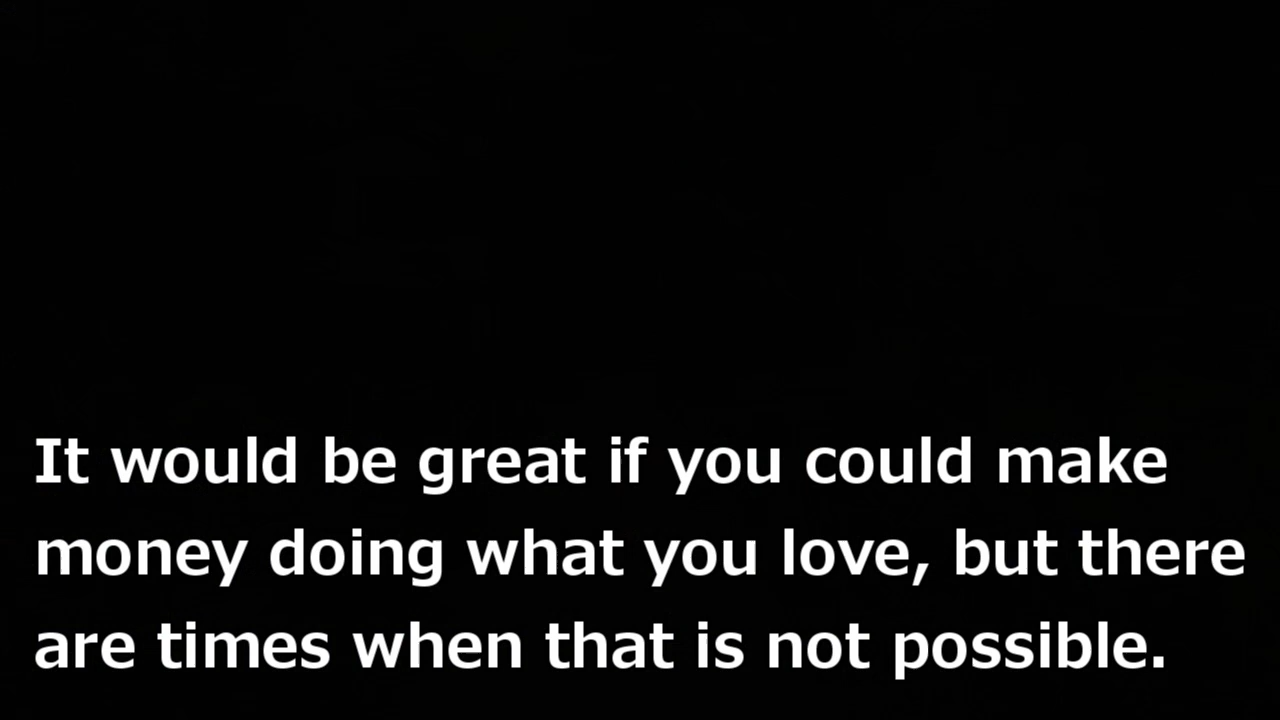 It would be great if you could make
money doing what you love, but there
are times when that is not possible.